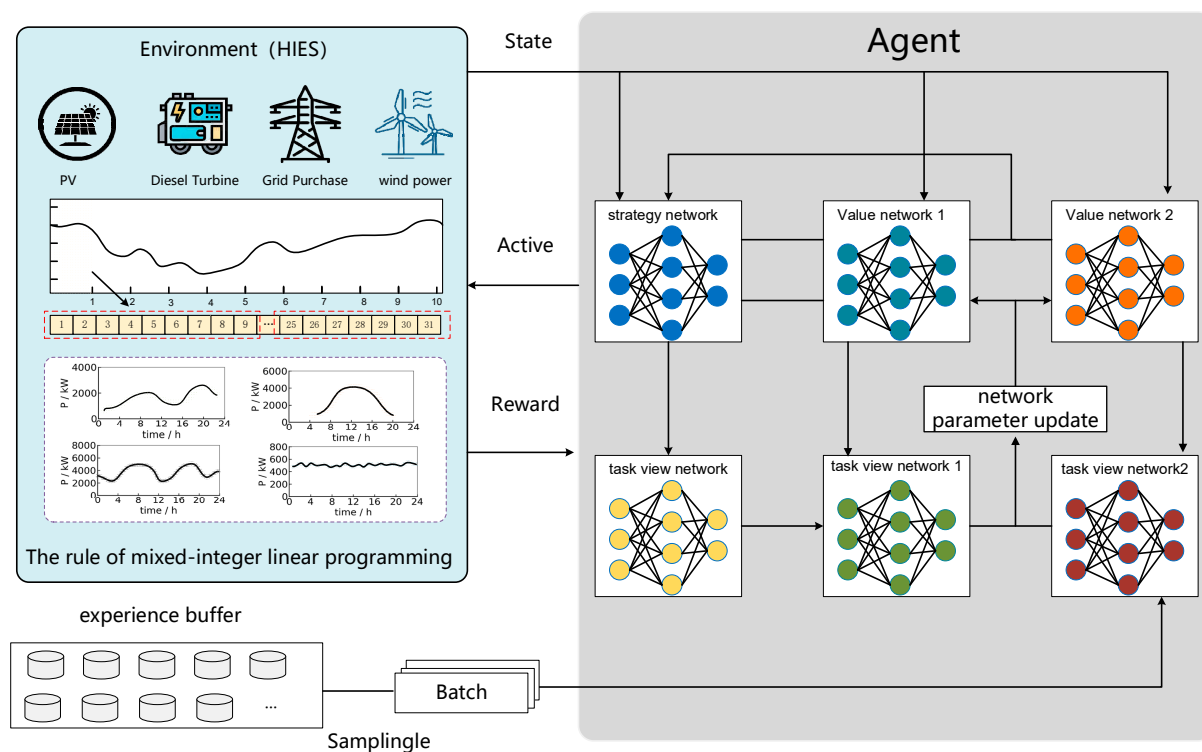 Environment (HIES)
PV
Diesel Turbine
Grid Purchase
wind power
1 2 3 4 5 6 7 8 9 10
1 2 3 4 5 6 7 8 9 ... 25 26 27 28 29 30 31
P / kW
4000
2000
0
0 4 8 12 16 20 24
time / h
P / kW
6000
4000
2000
0
0 4 8 12 16 20 24
time / h
P / kW
8000
6000
4000
2000
0
0 4 8 12 16 20 24
time / h
P / kW
800
600
400
200
0
0 4 8 12 16 20 24
time / h
The rule of mixed-integer linear programming
State
Active
Reward
Agent
strategy network
Value network 1
Value network 2
network
parameter update
task view network
task view network 1
task view network2
experience buffer
...
Batch
Samplingle